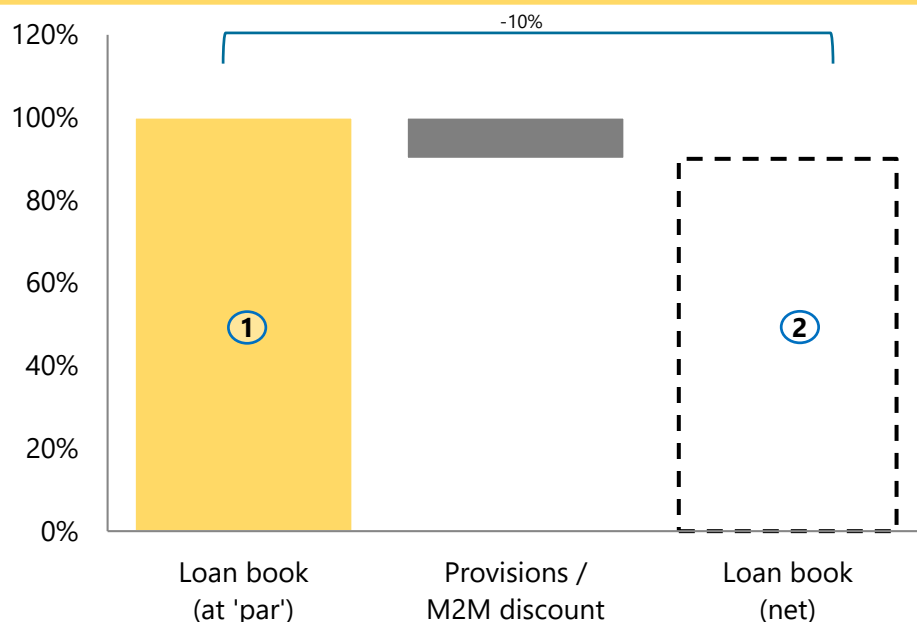 -10%
120%
100%
80%
60%
40%
20%
0%
1
2
Loan book
(at 'par')
Provisions /
M2M discount
Loan book
(net)